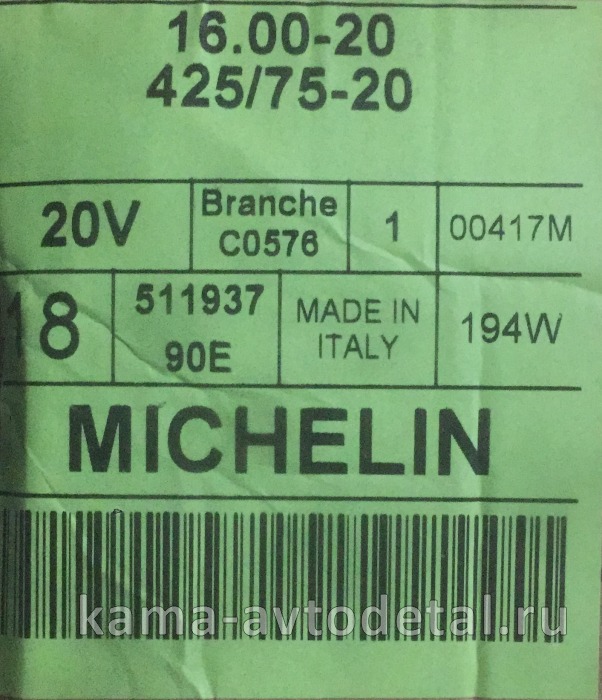 16.00-20
425/75-20
20V
Branche
C0576
1
00417M
18
511937
90E
MADE IN
ITALY
194W
MICHELIN
kama-avtodetal.ru